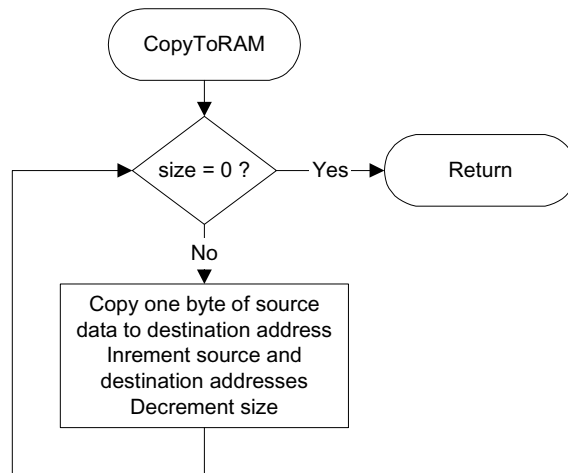 CopyToRAM
size = 0 ?
Yes
Return
No
Copy one byte of source
data to destination address
Inrement source and
destination addresses
Decrement size